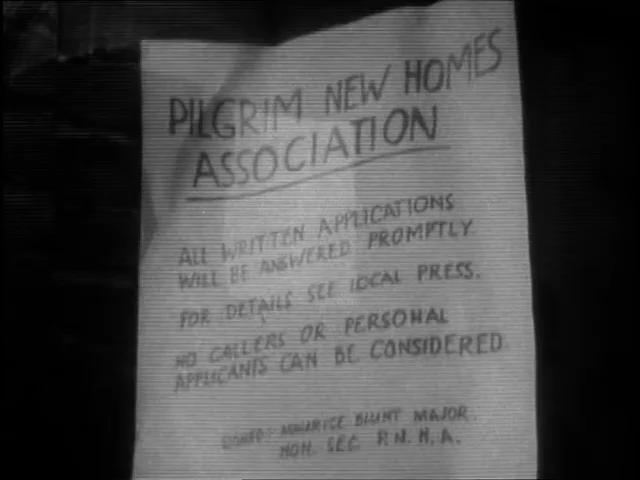 PILGRIM NEW HOMES
ASSOCIATION
ALL WRITTEN APPLICATIONS
WILL BE ANSWERED PROMPTLY
FOR DETAILS SEE LOCAL PRESS.
NO CALLERS OR PERSONAL
APPLICANTS CAN BE CONSIDERED
SIGNED: MAURICE BLUNT MAJOR.
HON. SEC. P.N.H.A.